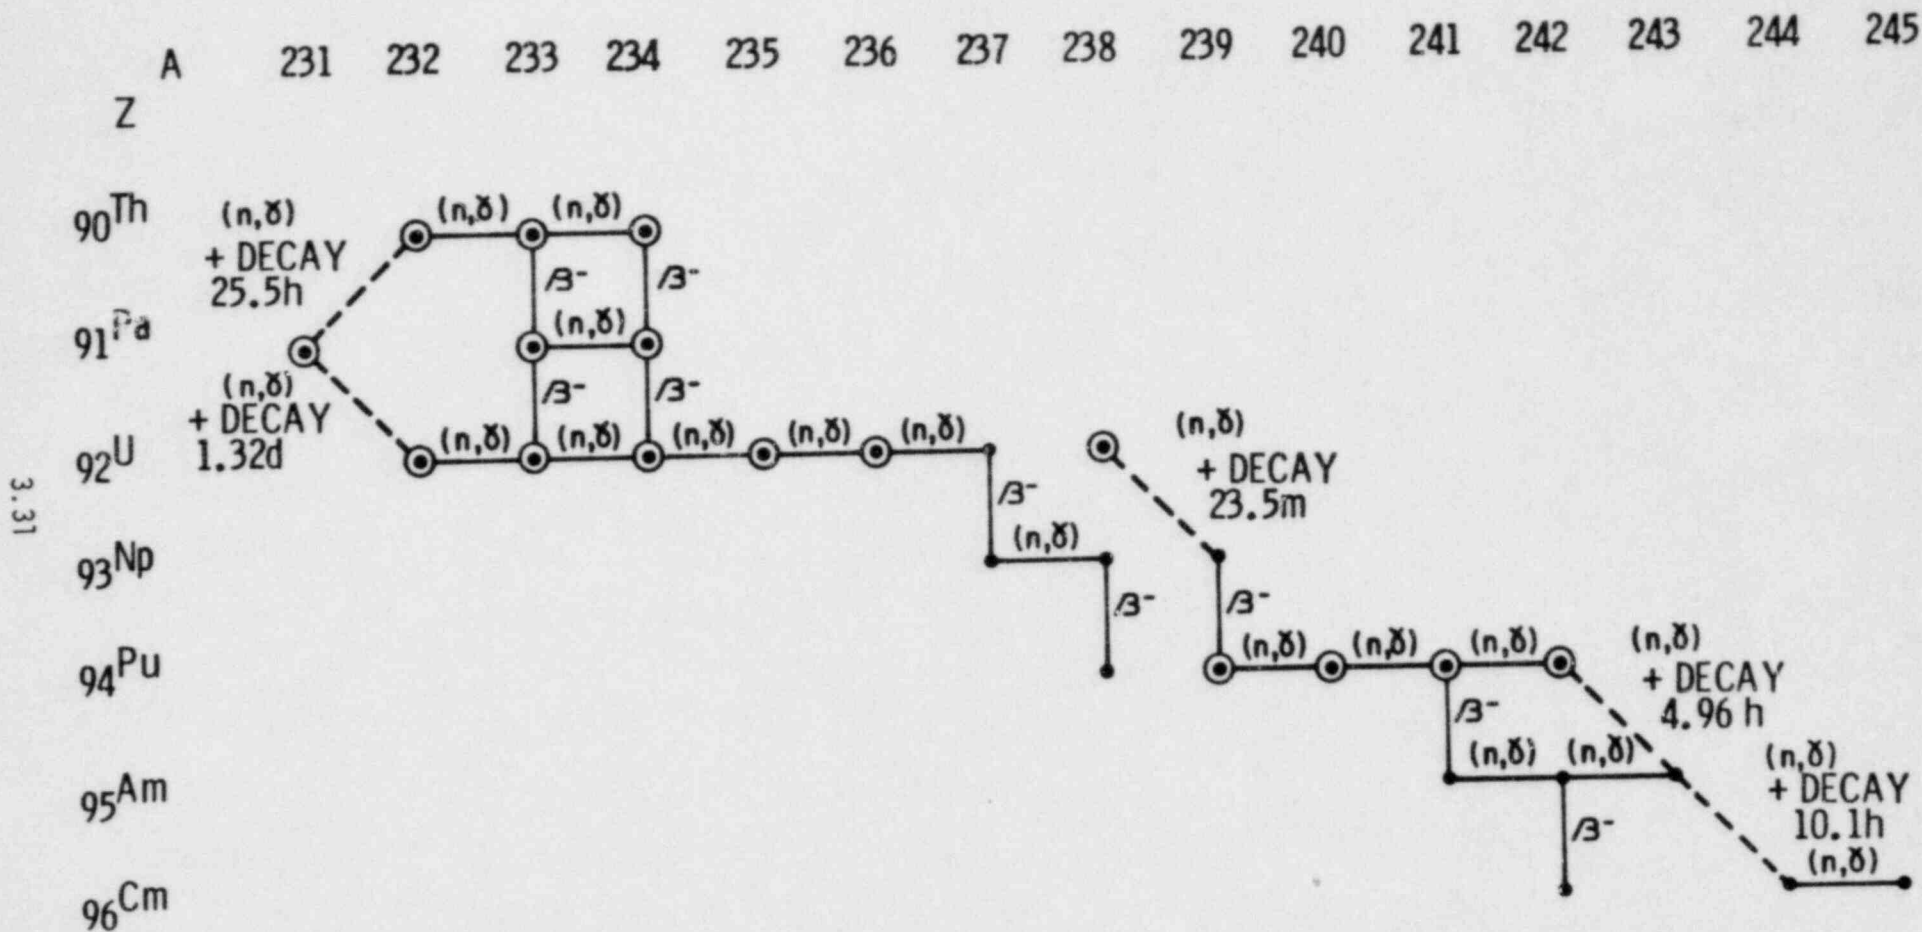 A 231 232 233 234 235 236 237 238 239 240 241 242 243 244 245
Z
90Th
(n,γ)
+ DECAY
25.5h
(n,γ) (n,γ)
β- β-
91Pa
(n,γ)
(n,γ)
+ DECAY
1.32d
β- β-
92U
(n,γ) (n,γ) (n,γ) (n,γ) (n,γ)
(n,γ)
+ DECAY
23.5m
β-
93Np
(n,γ)
β- β-
94Pu
(n,γ) (n,γ) (n,γ)
(n,γ)
+ DECAY
4.96 h
β-
95Am
(n,γ) (n,γ)
(n,γ)
+ DECAY
10.1h
β-
96Cm
(n,γ)
3.31